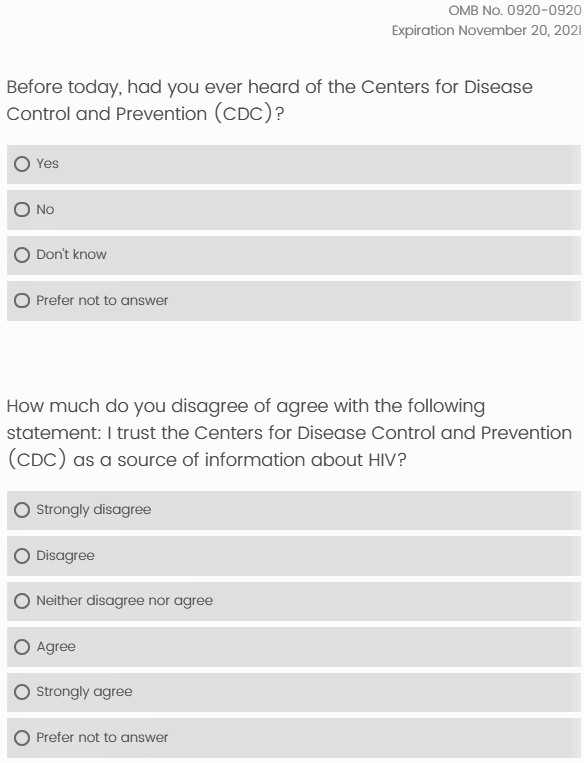 OMB No. 0920-0920
Expiration November 20, 2021
Before today, had you ever heard of the Centers for Disease
Control and Prevention (CDC)?
Yes
No
Don't know
Prefer not to answer
How much do you disagree of agree with the following
statement: I trust the Centers for Disease Control and Prevention
(CDC) as a source of information about HIV?
Strongly disagree
Disagree
Neither disagree nor agree
Agree
Strongly agree
Prefer not to answer